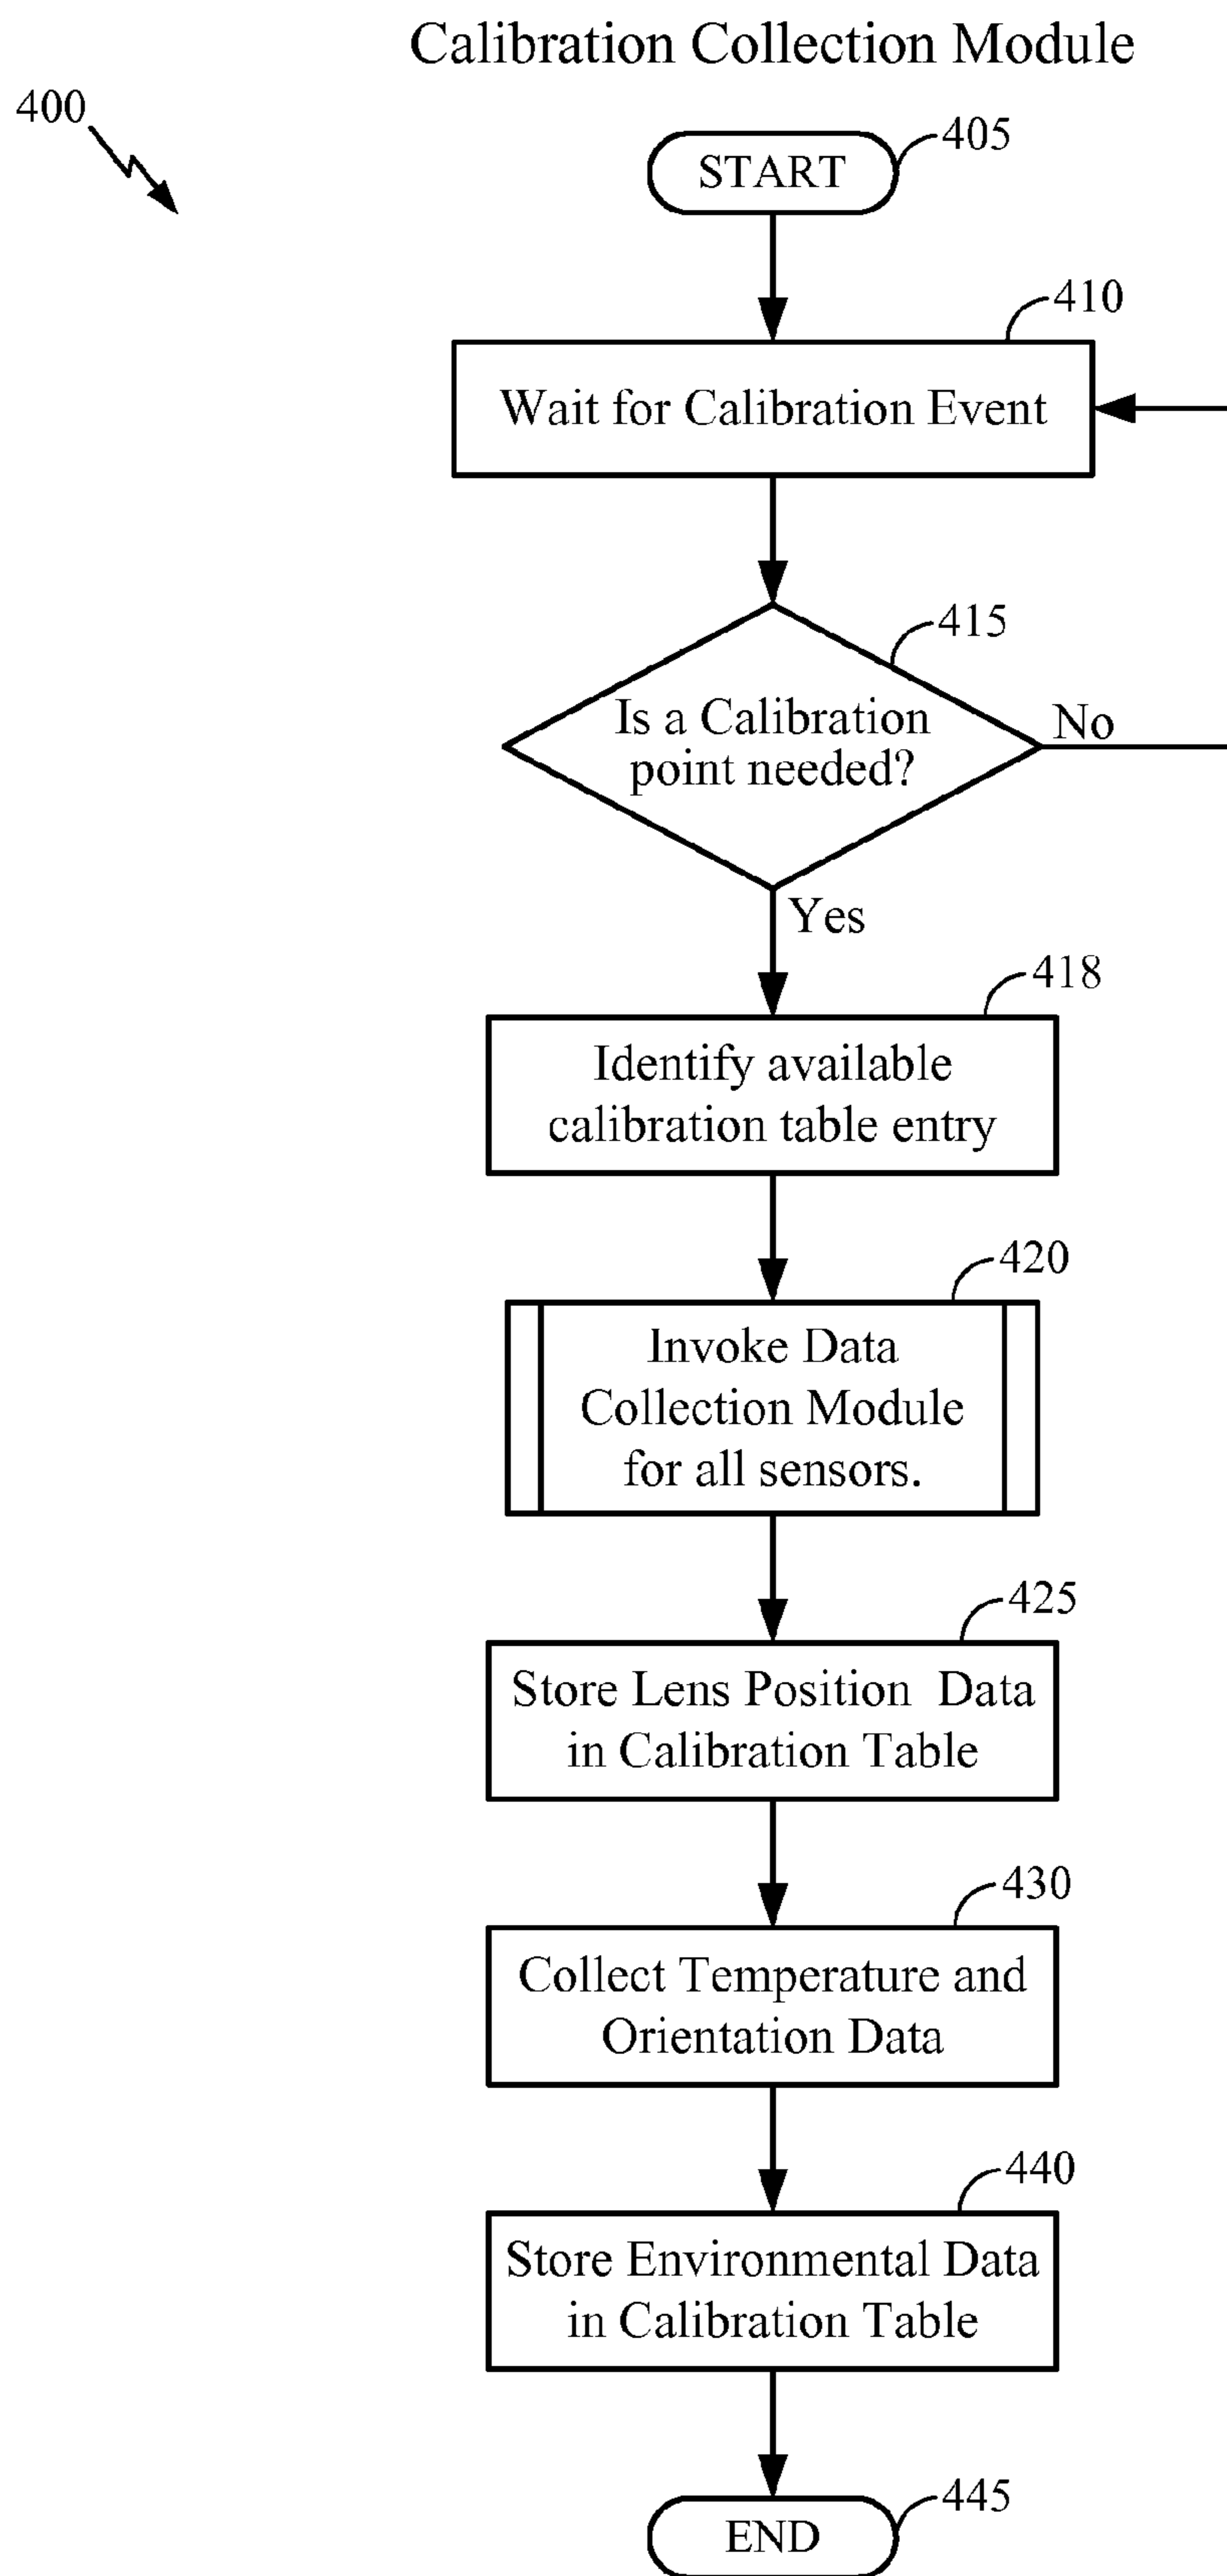 Calibration Collection Module
400
405
START
410
Wait for Calibration Event
415
Is a Calibration
point needed?
No
Yes
418
Identify available
calibration table entry
420
Invoke Data
Collection Module
for all sensors.
425
Store Lens Position Data
in Calibration Table
430
Collect Temperature and
Orientation Data
440
Store Environmental Data
in Calibration Table
445
END